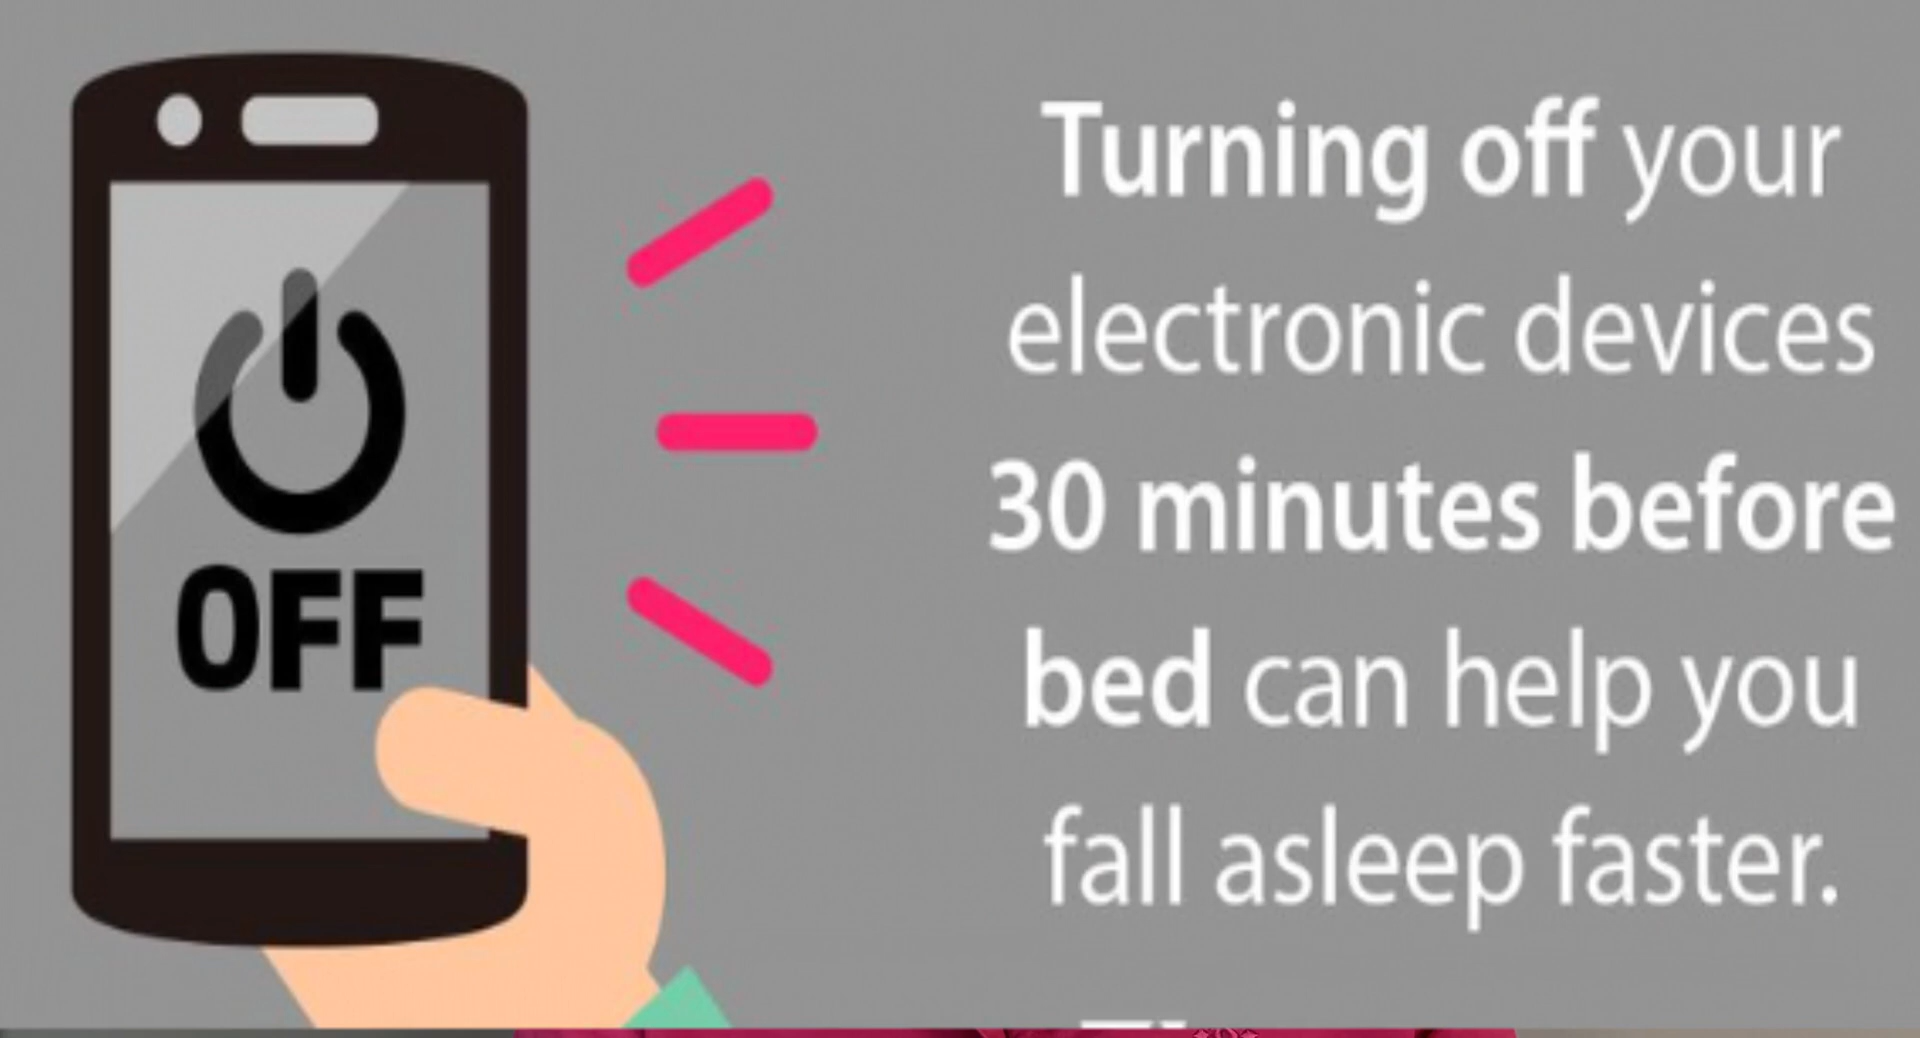 OFF
Turning off your
electronic devices
30 minutes before
bed can help you
fall asleep faster.